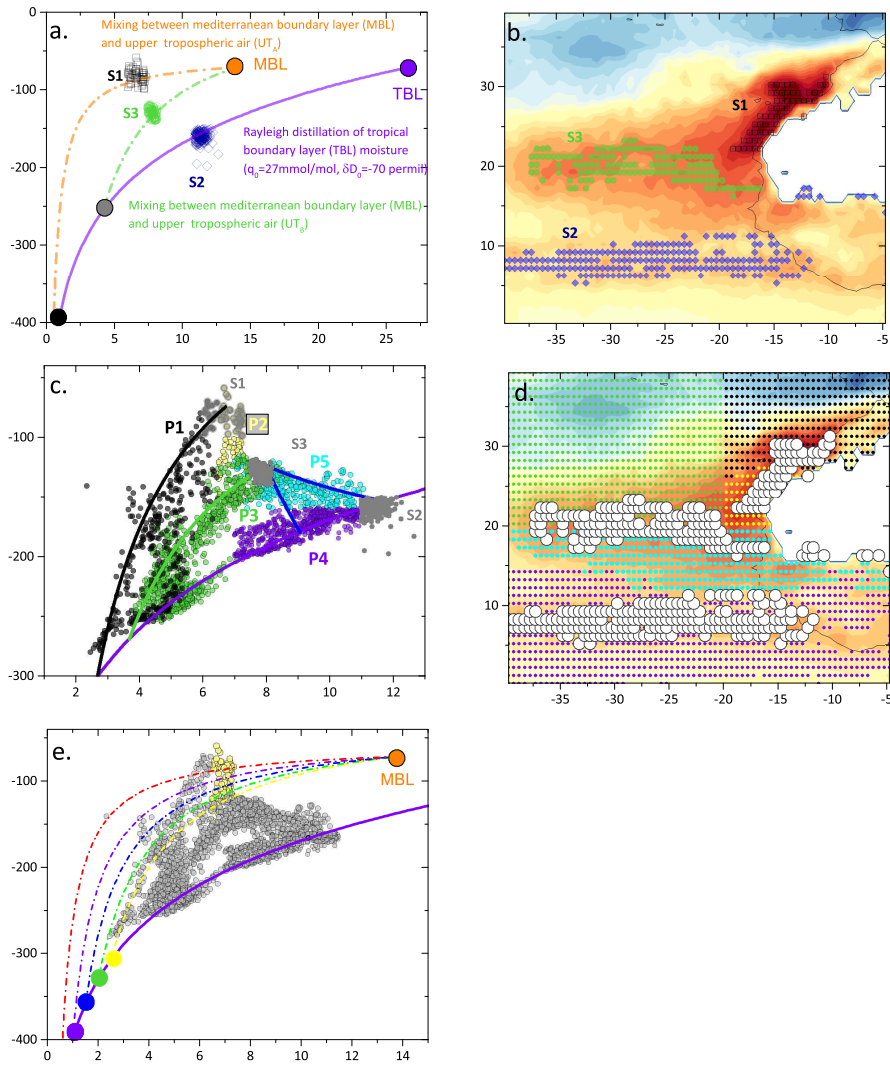 a.
Mixing between mediterranean boundary layer (MBL)
and upper tropospheric air (UT_A)
S1
MBL
TBL
S3
S2
Rayleigh distillation of tropical
boundary layer (TBL) moisture
(q₀=27mmol/mol, δD₀=-70 permil)
Mixing between mediterranean boundary layer (MBL)
and upper tropospheric air (UT_B)
0
-100
-200
-300
-400
0 5 10 15 20 25
b.
S1
S3
S2
30
20
10
-35 -30 -25 -20 -15 -10 -5
c.
S1
P1
P2
S3
P5
P3
S2
P4
-100
-200
-300
2 4 6 8 10 12
d.
30
20
10
-35 -30 -25 -20 -15 -10 -5
e.
MBL
-100
-200
-300
-400
0 2 4 6 8 10 12 14